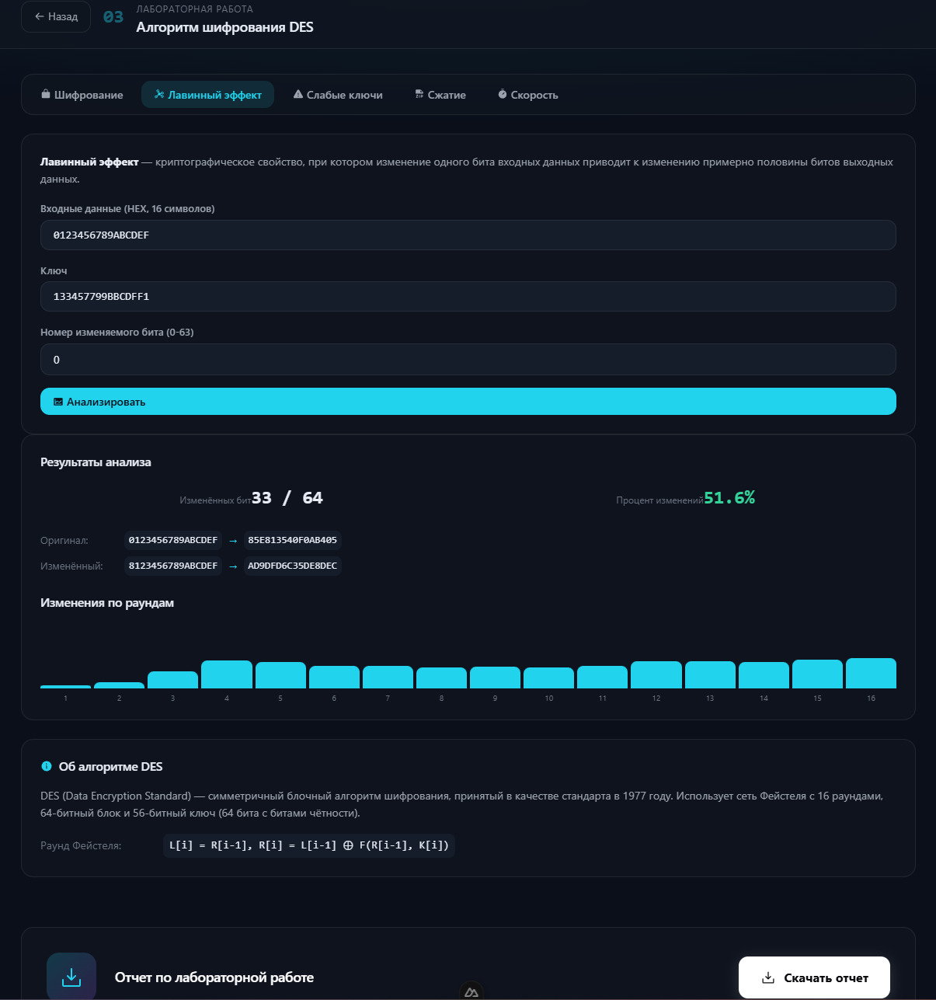 ← Назад
03
ЛАБОРАТОРНАЯ РАБОТА
Алгоритм шифрования DES
Шифрование
Лавинный эффект
Слабые ключи
Сжатие
Скорость
Лавинный эффект — криптографическое свойство, при котором изменение одного бита входных данных приводит к изменению примерно половины битов выходных
данных.
Входные данные (HEX, 16 символов)
0123456789ABCDEF
Ключ
133457799BBCDFF1
Номер изменяемого бита (0-63)
0
Анализировать
Результаты анализа
Изменённых бит33 / 64
Процент изменений51.6%
Оригинал: 0123456789ABCDEF → 85E813540F0AB405
Изменённый: 8123456789ABCDEF → AD9DFD6C35DE8DEC
Изменения по раундам
1 2 3 4 5 6 7 8 9 10 11 12 13 14 15 16
Об алгоритме DES
DES (Data Encryption Standard) — симметричный блочный алгоритм шифрования, принятый в качестве стандарта в 1977 году. Использует сеть Фейстеля с 16 раундами,
64-битный блок и 56-битный ключ (64 бита с битами чётности).
Раунд Фейстеля: L[i] = R[i-1], R[i] = L[i-1] ⊕ F(R[i-1], K[i])
Отчет по лабораторной работе
Скачать отчет